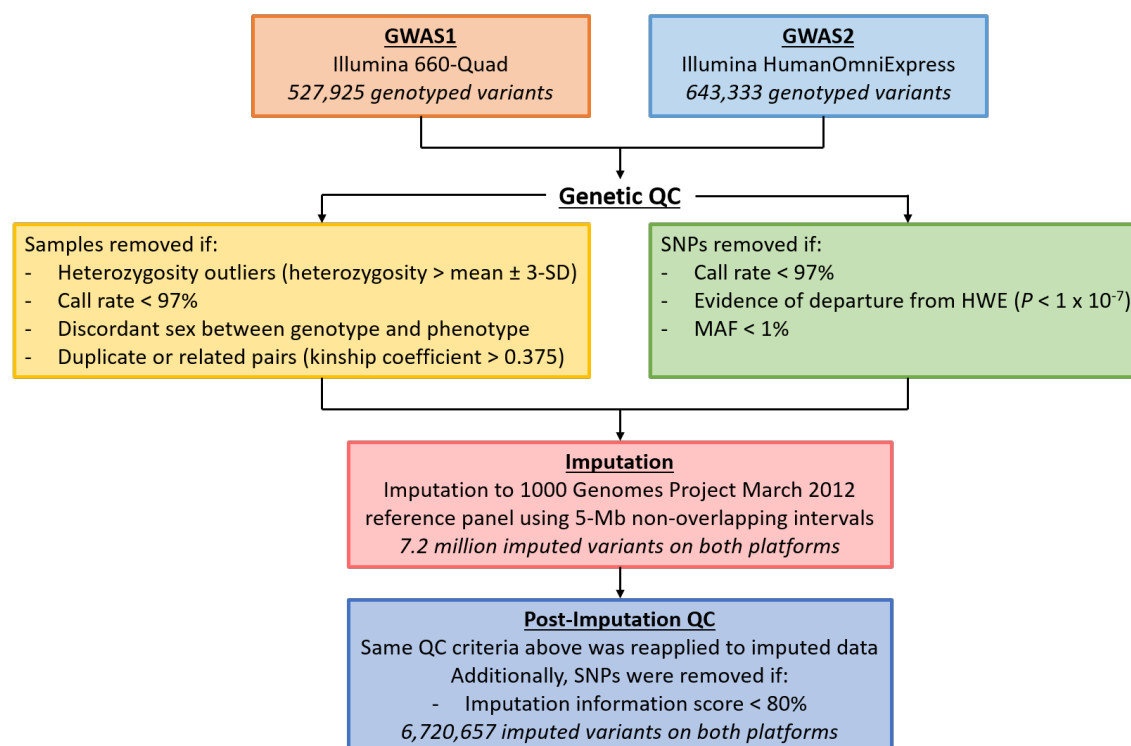 GWAS1
Illumina 660-Quad
527,925 genotyped variants
GWAS2
Illumina HumanOmniExpress
643,333 genotyped variants
Genetic QC
Samples removed if:
- Heterozygosity outliers (heterozygosity > mean ± 3-SD)
- Call rate < 97%
- Discordant sex between genotype and phenotype
- Duplicate or related pairs (kinship coefficient > 0.375)
SNPs removed if:
- Call rate < 97%
- Evidence of departure from HWE (P < 1 x 10⁻⁷)
- MAF < 1%
Imputation
Imputation to 1000 Genomes Project March 2012
reference panel using 5-Mb non-overlapping intervals
7.2 million imputed variants on both platforms
Post-Imputation QC
Same QC criteria above was reapplied to imputed data
Additionally, SNPs were removed if:
- Imputation information score < 80%
6,720,657 imputed variants on both platforms